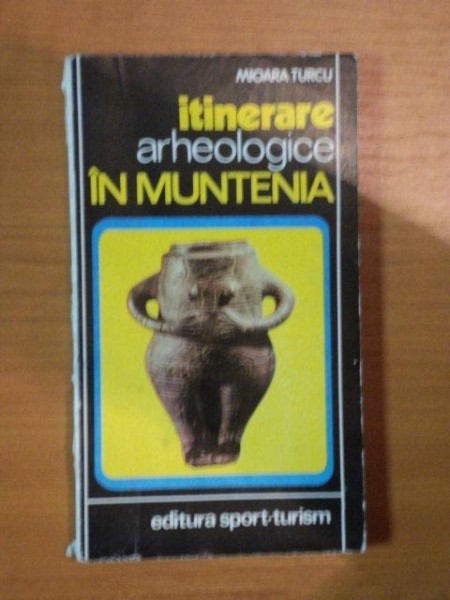 MIOARA TURCU
itinerare
arheologice
ÎN MUNTENIA
editura sport-turism